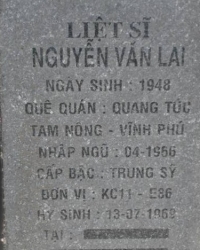 LIỆT SĨ
NGUYỄN VĂN LAI
NGÀY SINH : 1948
QUÊ QUÁN : QUANG TÚC
TAM NÔNG - VĨNH PHÚ
NHẬP NGŨ : 04-1966
CẤP BẬC : TRUNG SỸ
ĐƠN VỊ : KC11 - E86
HY SINH : 13-07-1969
TẠI :